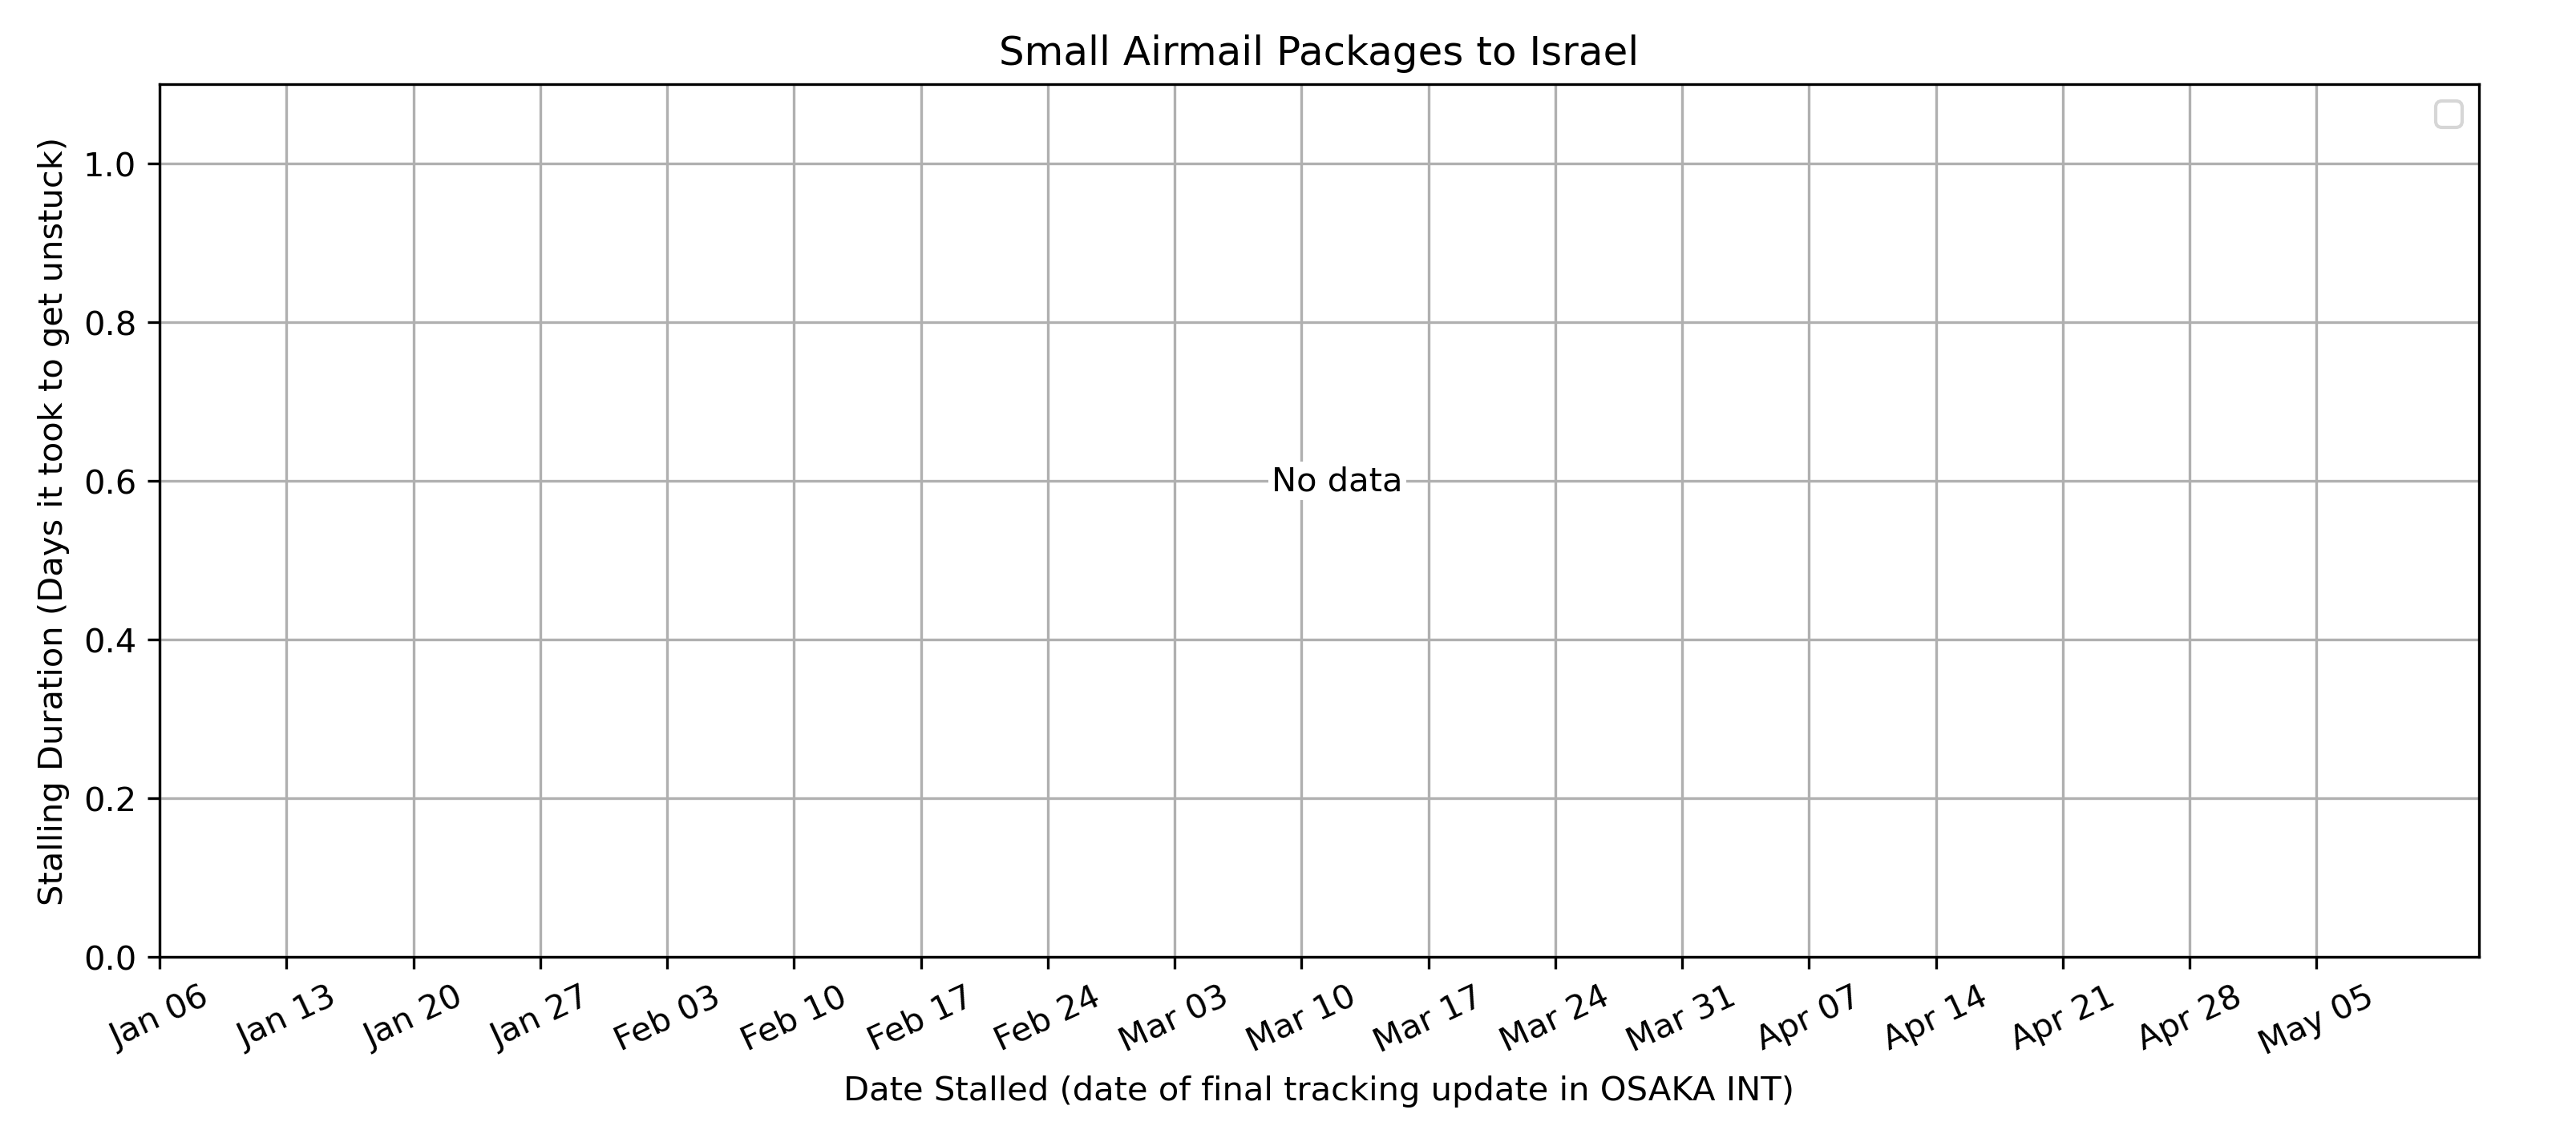 Small Airmail Packages to Israel
Stalling Duration (Days it took to get unstuck)
1.0
0.8
0.6
0.4
0.2
0.0
No data
Jan 06
Jan 13
Jan 20
Jan 27
Feb 03
Feb 10
Feb 17
Feb 24
Mar 03
Mar 10
Mar 17
Mar 24
Mar 31
Apr 07
Apr 14
Apr 21
Apr 28
May 05
Date Stalled (date of final tracking update in OSAKA INT)